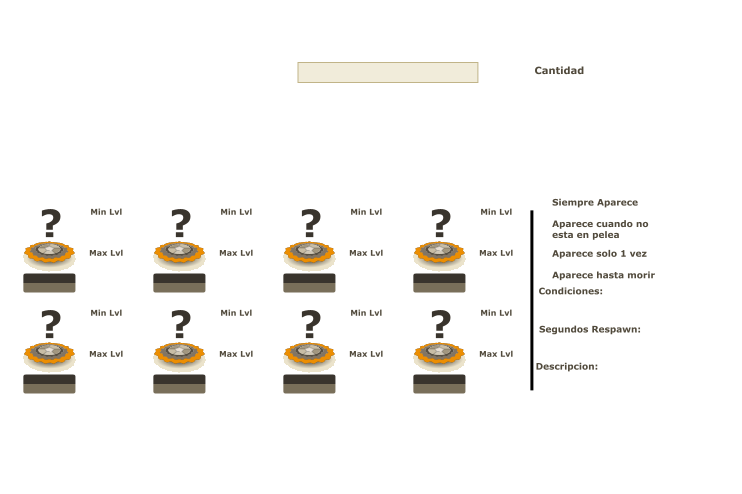 Cantidad
Siempre Aparece
? Min Lvl ? Min Lvl ? Min Lvl ? Min Lvl
Aparece cuando no
esta en pelea
Max Lvl Max Lvl Max Lvl Max Lvl
Aparece solo 1 vez
Aparece hasta morir
Condiciones:
? Min Lvl ? Min Lvl ? Min Lvl ? Min Lvl
Segundos Respawn:
Max Lvl Max Lvl Max Lvl Max Lvl
Descripcion: